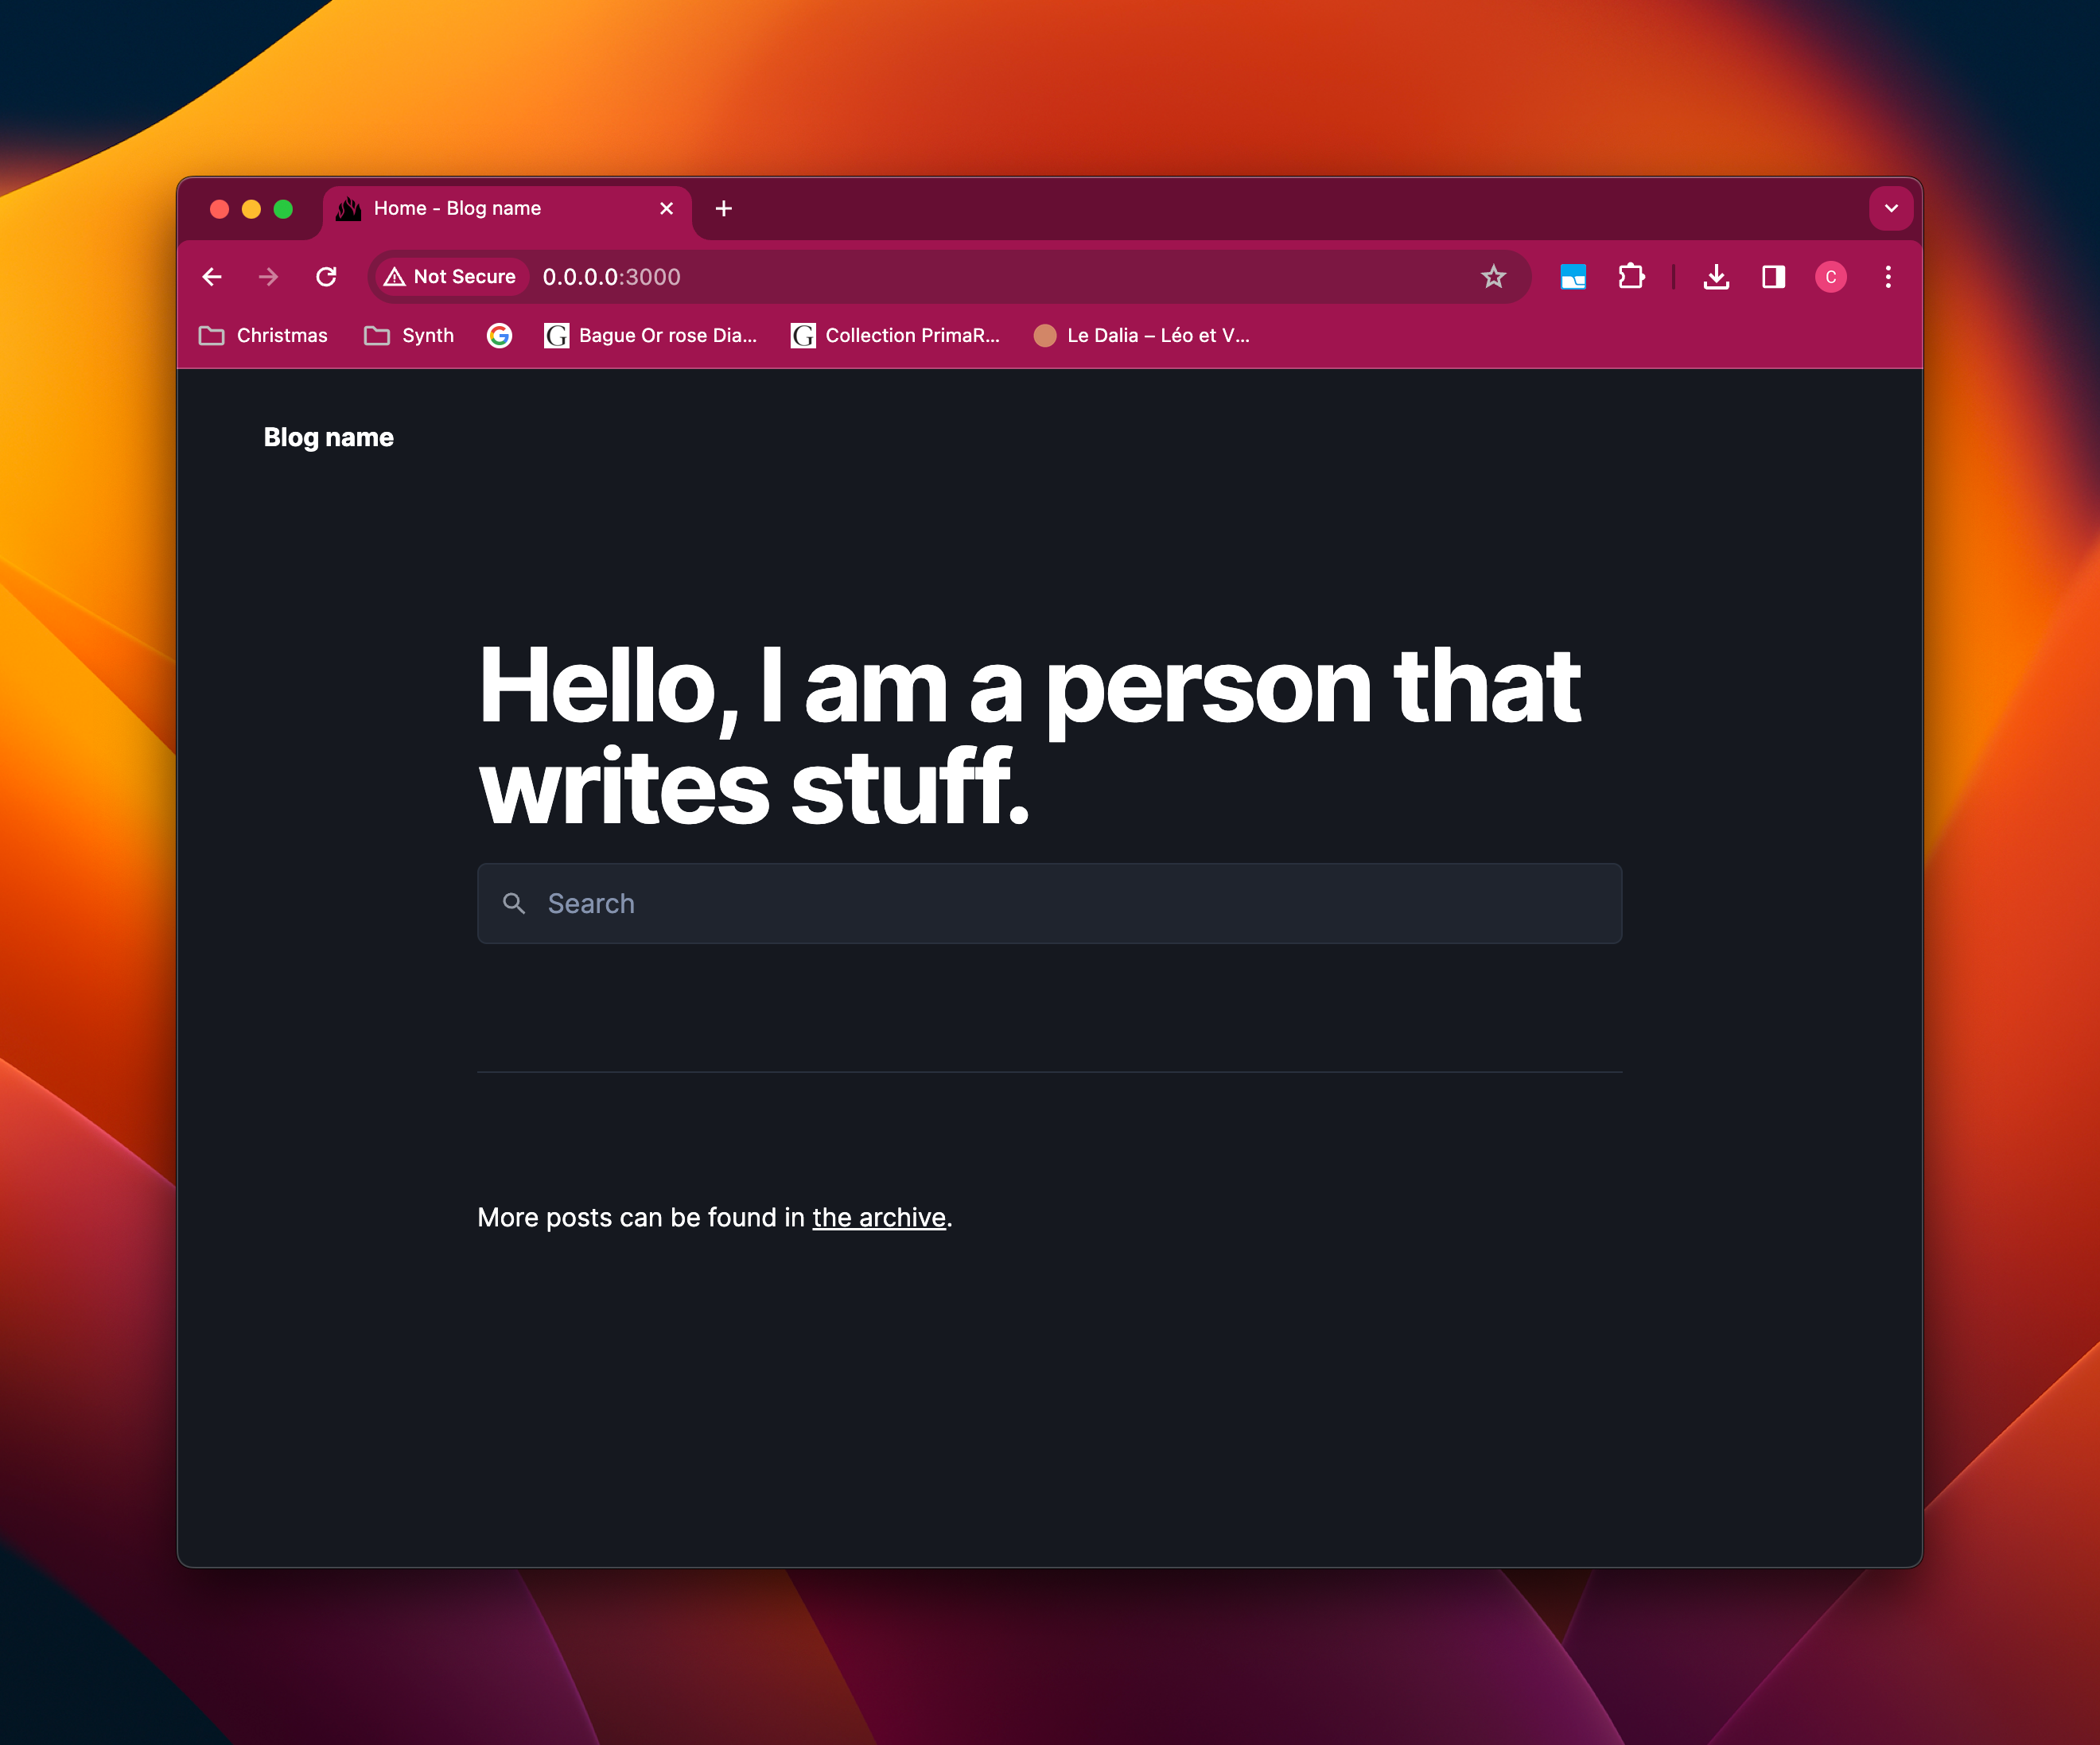 Home - Blog name
Not Secure 0.0.0.0:3000
C
Christmas Synth G G Bague Or rose Dia... G Collection PrimaR... Le Dalia – Léo et V...
Blog name
Hello, I am a person that
writes stuff.
Search
More posts can be found in the archive.